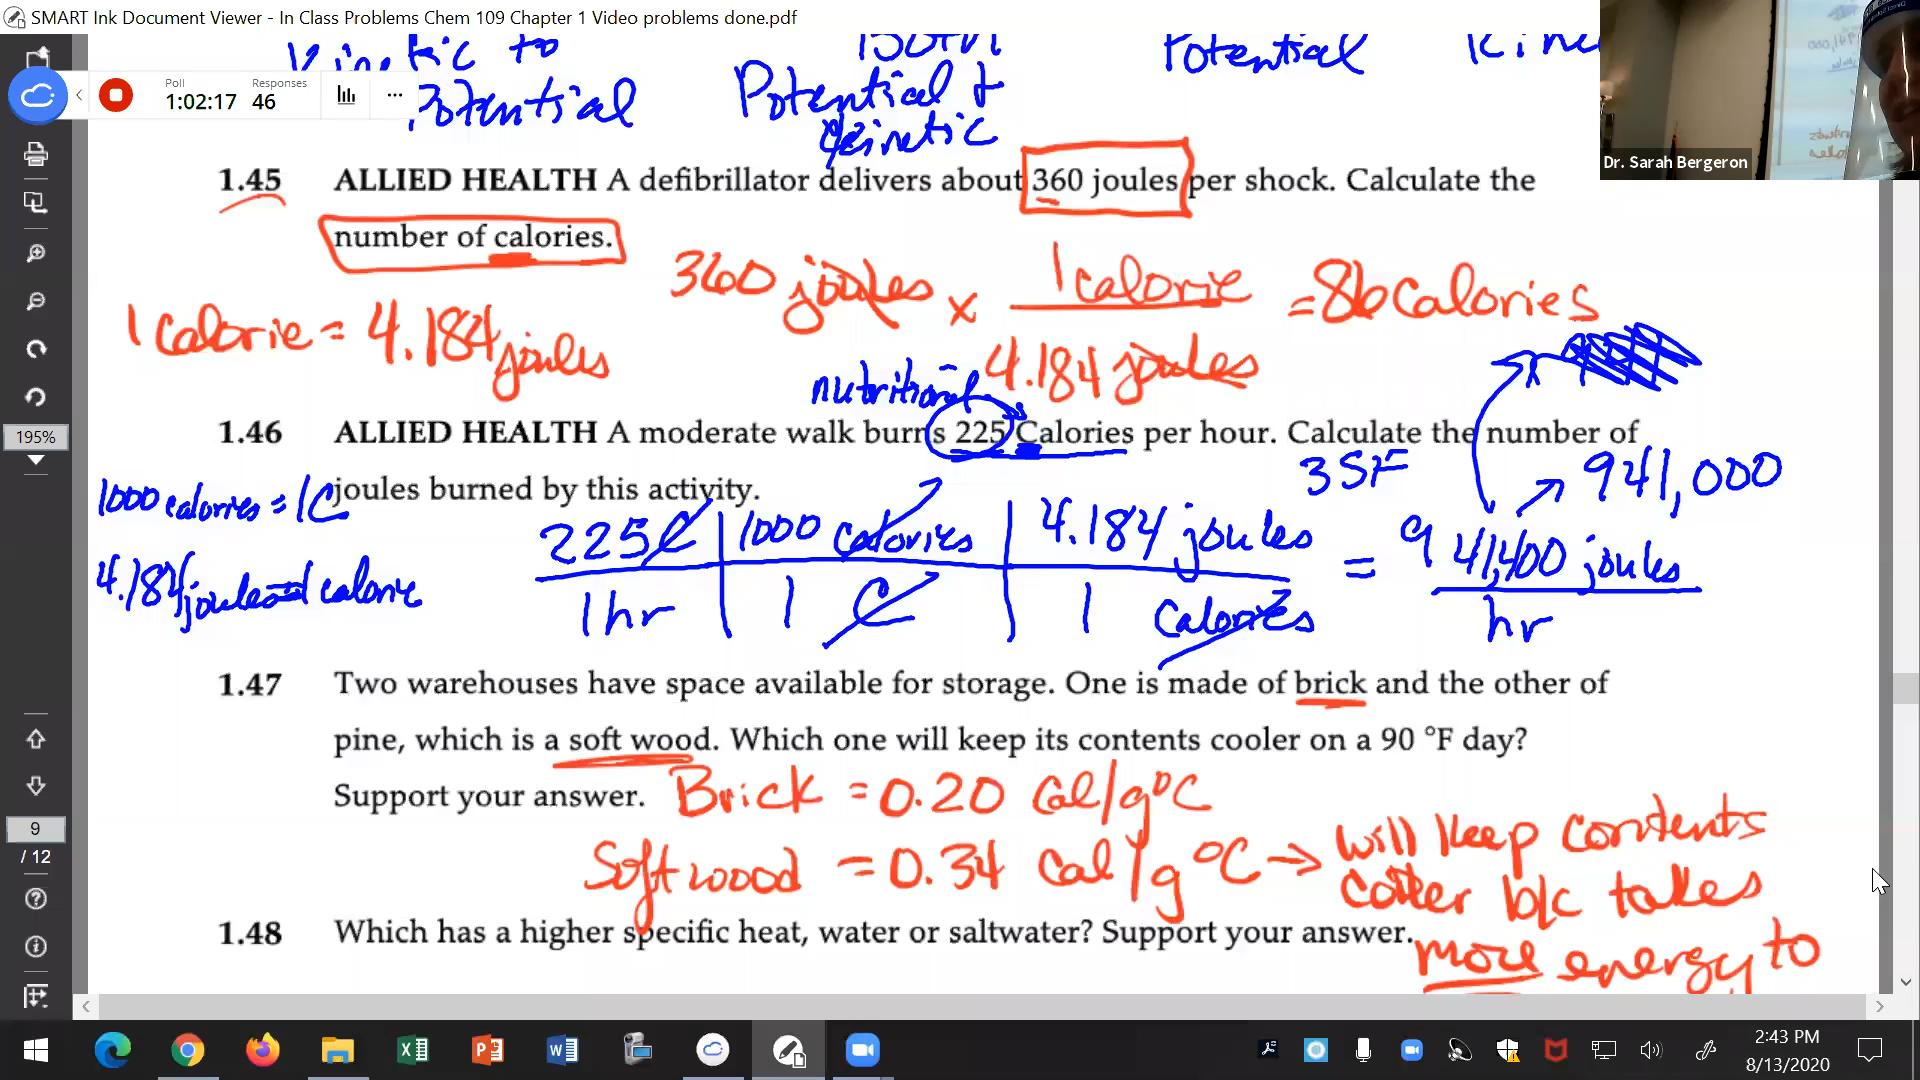 SMART Ink Document Viewer - In Class Problems Chem 109 Chapter 1 Video problems done.pdf
Kinetic to
Potential
Both
Potential +
kinetic
Potential
Poll
1:02:17
Responses
46
Dr. Sarah Bergeron
1.45 ALLIED HEALTH A defibrillator delivers about 360 joules per shock. Calculate the
number of calories.
1 calorie = 4.184 joules
360 joules x 1 calorie = 86 calories
4.184 joules
nutritional
1.46 ALLIED HEALTH A moderate walk burns 225 Calories per hour. Calculate the number of
joules burned by this activity.
3 SF
941,000
1000 calories = 1C
4.184 joules = 1 calorie
225 C 1000 calories 4.184 joules = 941,400 joules
1 hr 1 C 1 calories hr
1.47 Two warehouses have space available for storage. One is made of brick and the other of
pine, which is a soft wood. Which one will keep its contents cooler on a 90 °F day?
Support your answer.
Brick = 0.20 cal/g°C
Soft wood = 0.34 cal/g°C → will keep contents
cooler b/c takes
more energy to
1.48 Which has a higher specific heat, water or saltwater? Support your answer.
195%
9
/ 12
2:43 PM
8/13/2020